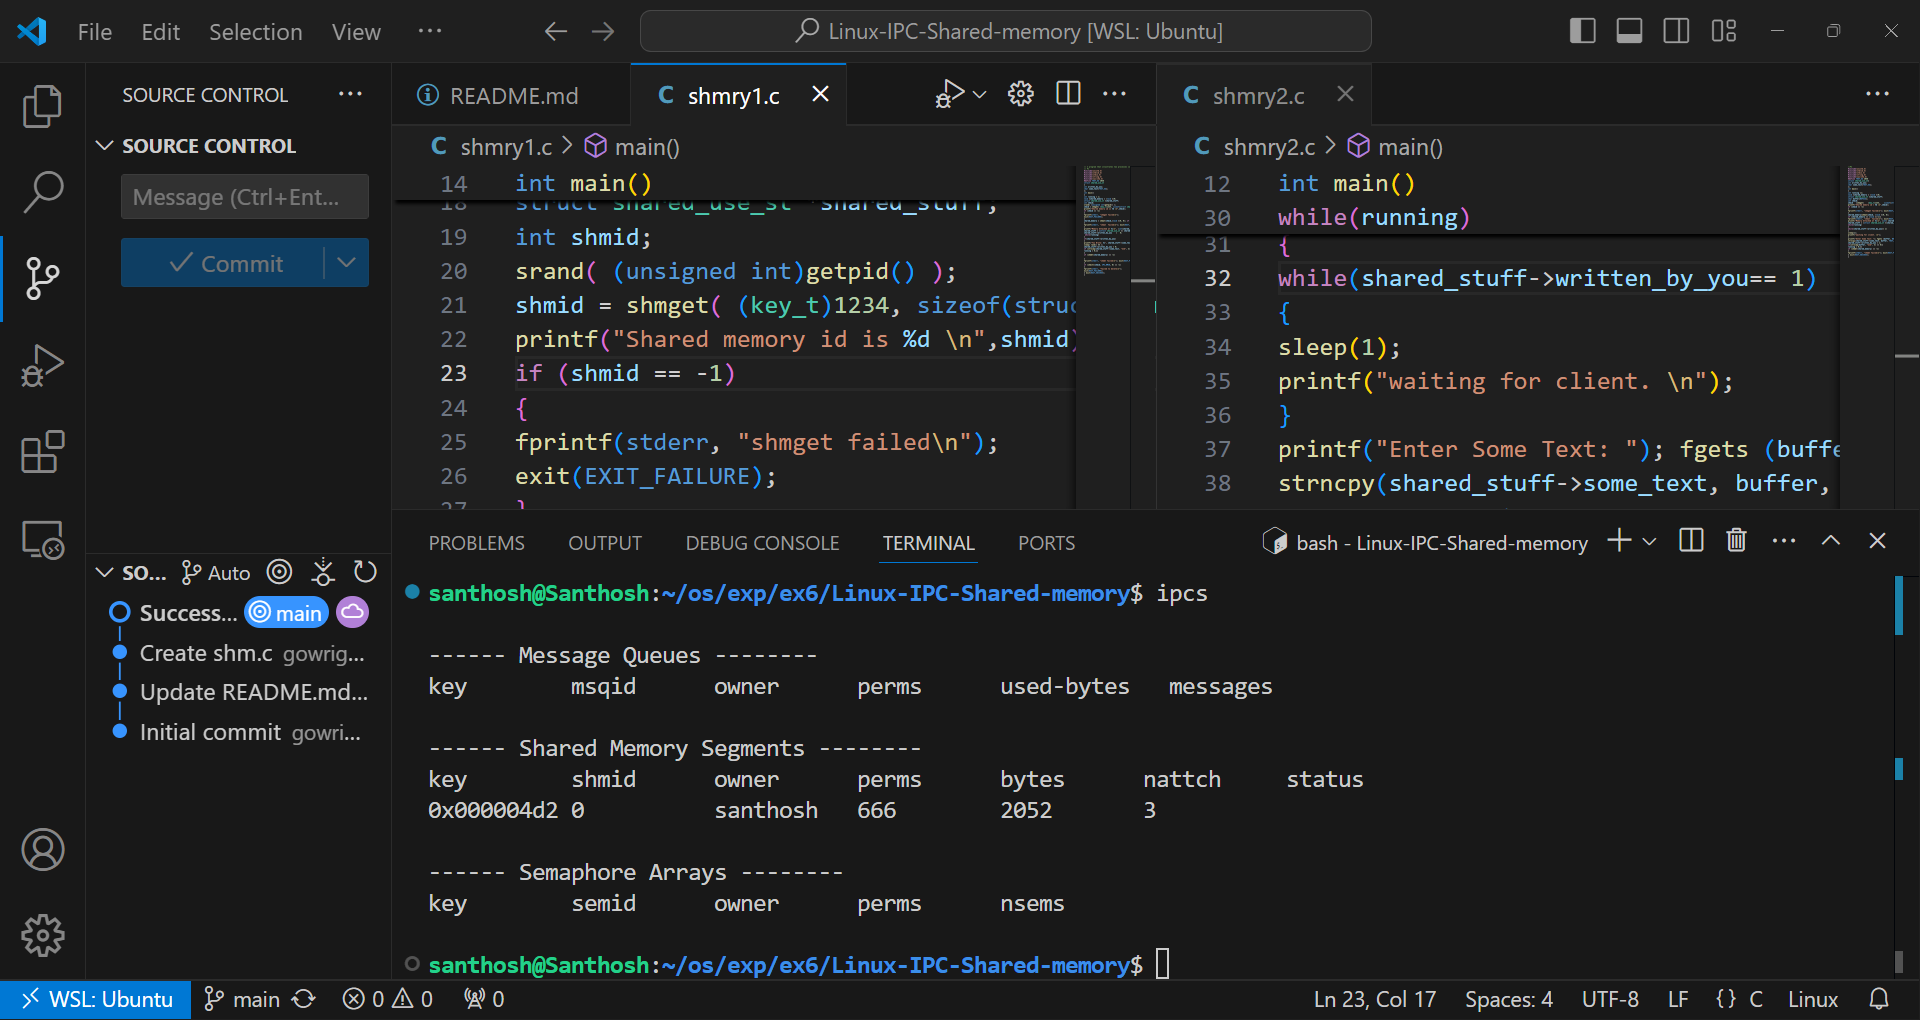 File Edit Selection View ···
Linux-IPC-Shared-memory [WSL: Ubuntu]
SOURCE CONTROL ···
SOURCE CONTROL
Message (Ctrl+Ent...
Commit
SO... Auto
Success... main
Create shm.c gowrig...
Update README.md...
Initial commit gowri...
README.md
C shmry1.c
C shmry1.c > main()
14 int main()
18 struct shared_use_st *shared_stuff;
19 int shmid;
20 srand( (unsigned int)getpid() );
21 shmid = shmget( (key_t)1234, sizeof(struc
22 printf("Shared memory id is %d \n",shmid)
23 if (shmid == -1)
24 {
25 fprintf(stderr, "shmget failed\n");
26 exit(EXIT_FAILURE);
27 }
C shmry2.c
C shmry2.c > main()
12 int main()
30 while(running)
31 {
32 while(shared_stuff->written_by_you== 1)
33 {
34 sleep(1);
35 printf("waiting for client. \n");
36 }
37 printf("Enter Some Text: "); fgets (buffe
38 strncpy(shared_stuff->some_text, buffer,
PROBLEMS OUTPUT DEBUG CONSOLE TERMINAL PORTS
bash - Linux-IPC-Shared-memory
santhosh@Santhosh:~/os/exp/ex6/Linux-IPC-Shared-memory$ ipcs
------ Message Queues --------
key msqid owner perms used-bytes messages
------ Shared Memory Segments --------
key shmid owner perms bytes nattch status
0x000004d2 0 santhosh 666 2052 3
------ Semaphore Arrays --------
key semid owner perms nsems
santhosh@Santhosh:~/os/exp/ex6/Linux-IPC-Shared-memory$
WSL: Ubuntu main 0 0 0
Ln 23, Col 17 Spaces: 4 UTF-8 LF {} C Linux